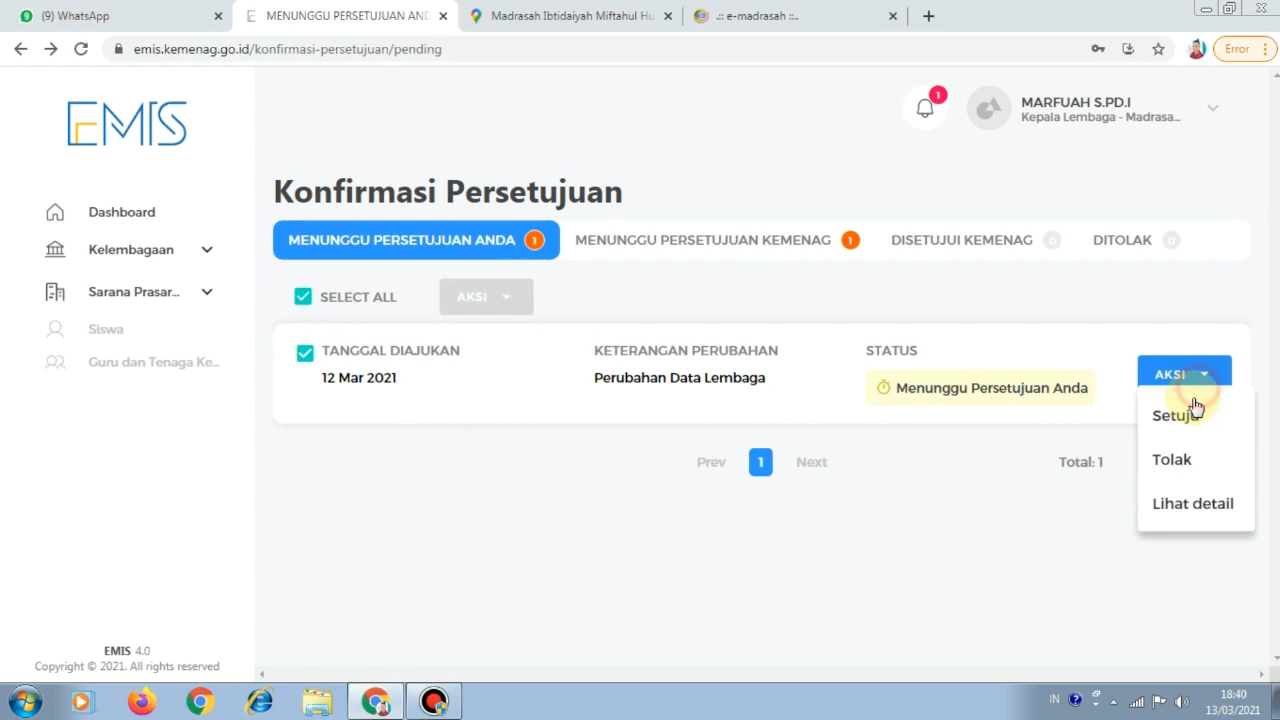 (9) WhatsApp
MENUNGGU PERSETUJUAN AND
Madrasah Ibtidaiyah Miftahul Hu
.:: e-madrasah ::..
emis.kemenag.go.id/konfirmasi-persetujuan/pending
Error
EMIS
1
MARFUAH S.PD.I
Kepala Lembaga - Madrasa...
Dashboard
Kelembagaan
Sarana Prasar...
Siswa
Guru dan Tenaga Ke...
Konfirmasi Persetujuan
MENUNGGU PERSETUJUAN ANDA 1
MENUNGGU PERSETUJUAN KEMENAG 1
DISETUJUI KEMENAG 0
DITOLAK 0
SELECT ALL
AKSI
TANGGAL DIAJUKAN
12 Mar 2021
KETERANGAN PERUBAHAN
Perubahan Data Lembaga
STATUS
Menunggu Persetujuan Anda
AKSI
Setuju
Tolak
Lihat detail
Prev
1
Next
Total: 1
EMIS 4.0
Copyright © 2021. All rights reserved
IN
18:40
13/03/2021